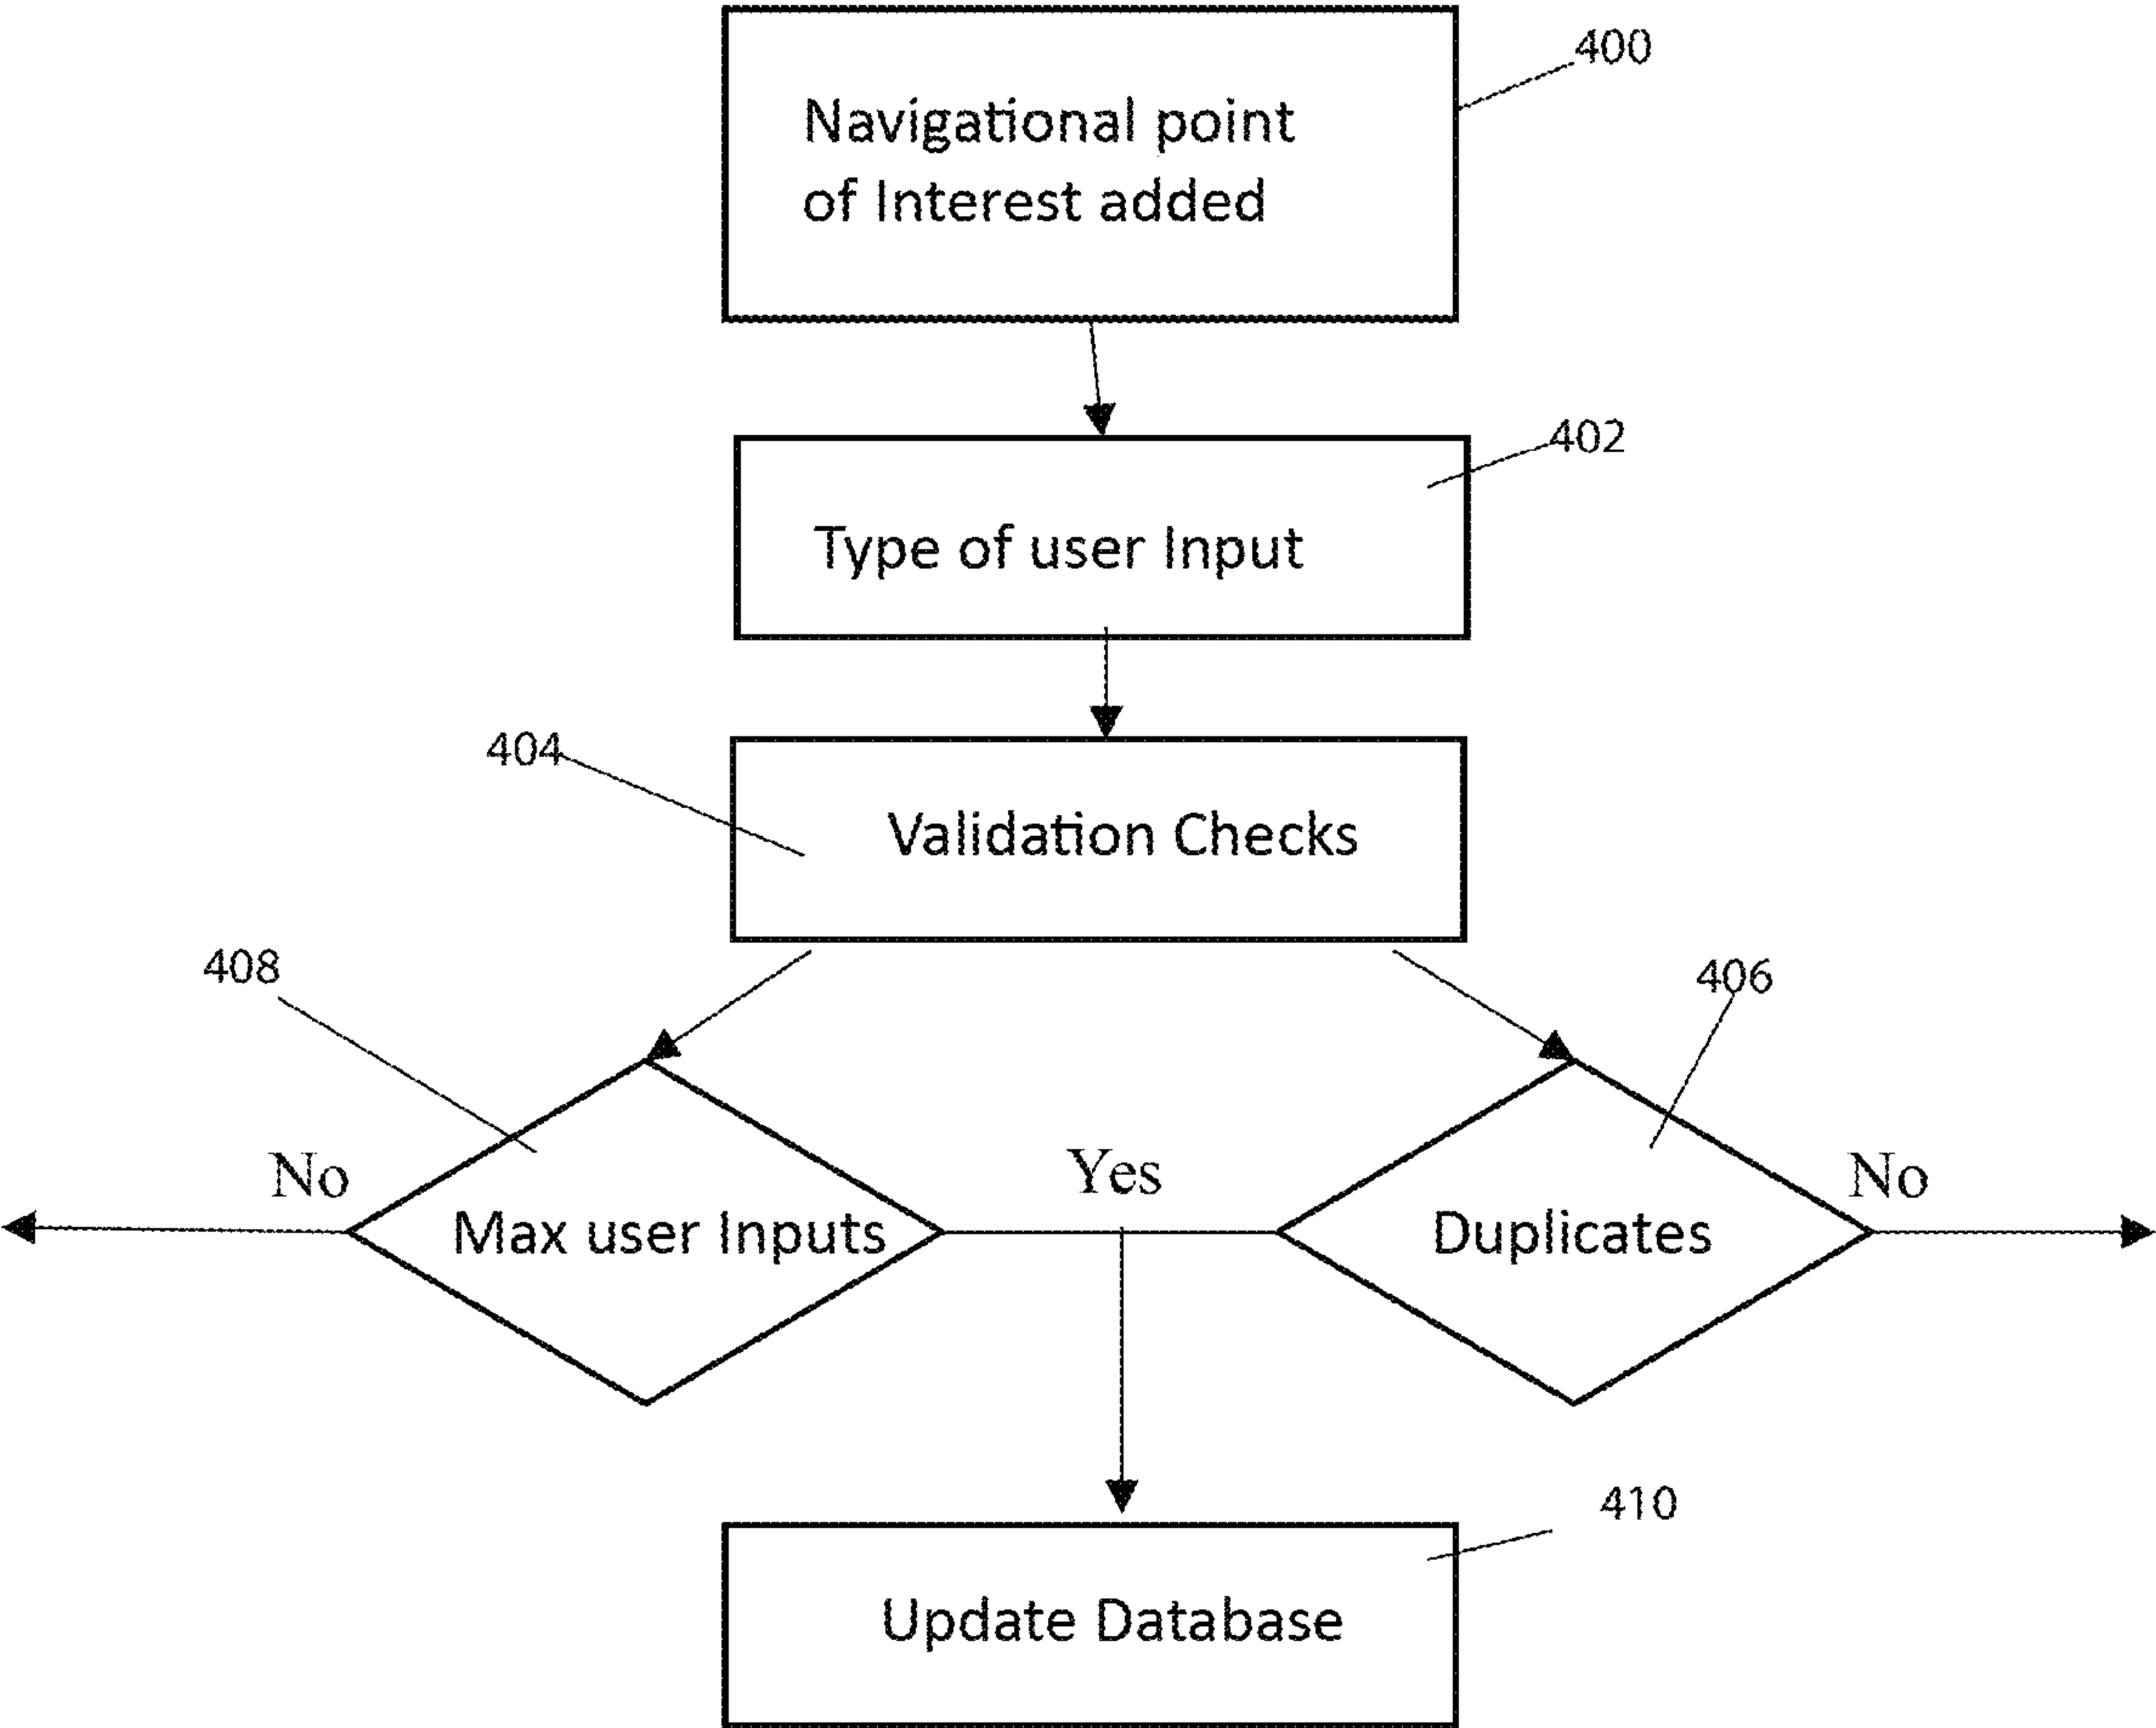 400
Navigational point
of Interest added
402
Type of user Input
404
Validation Checks
408
406
No
Yes
No
Max user Inputs
Duplicates
410
Update Database